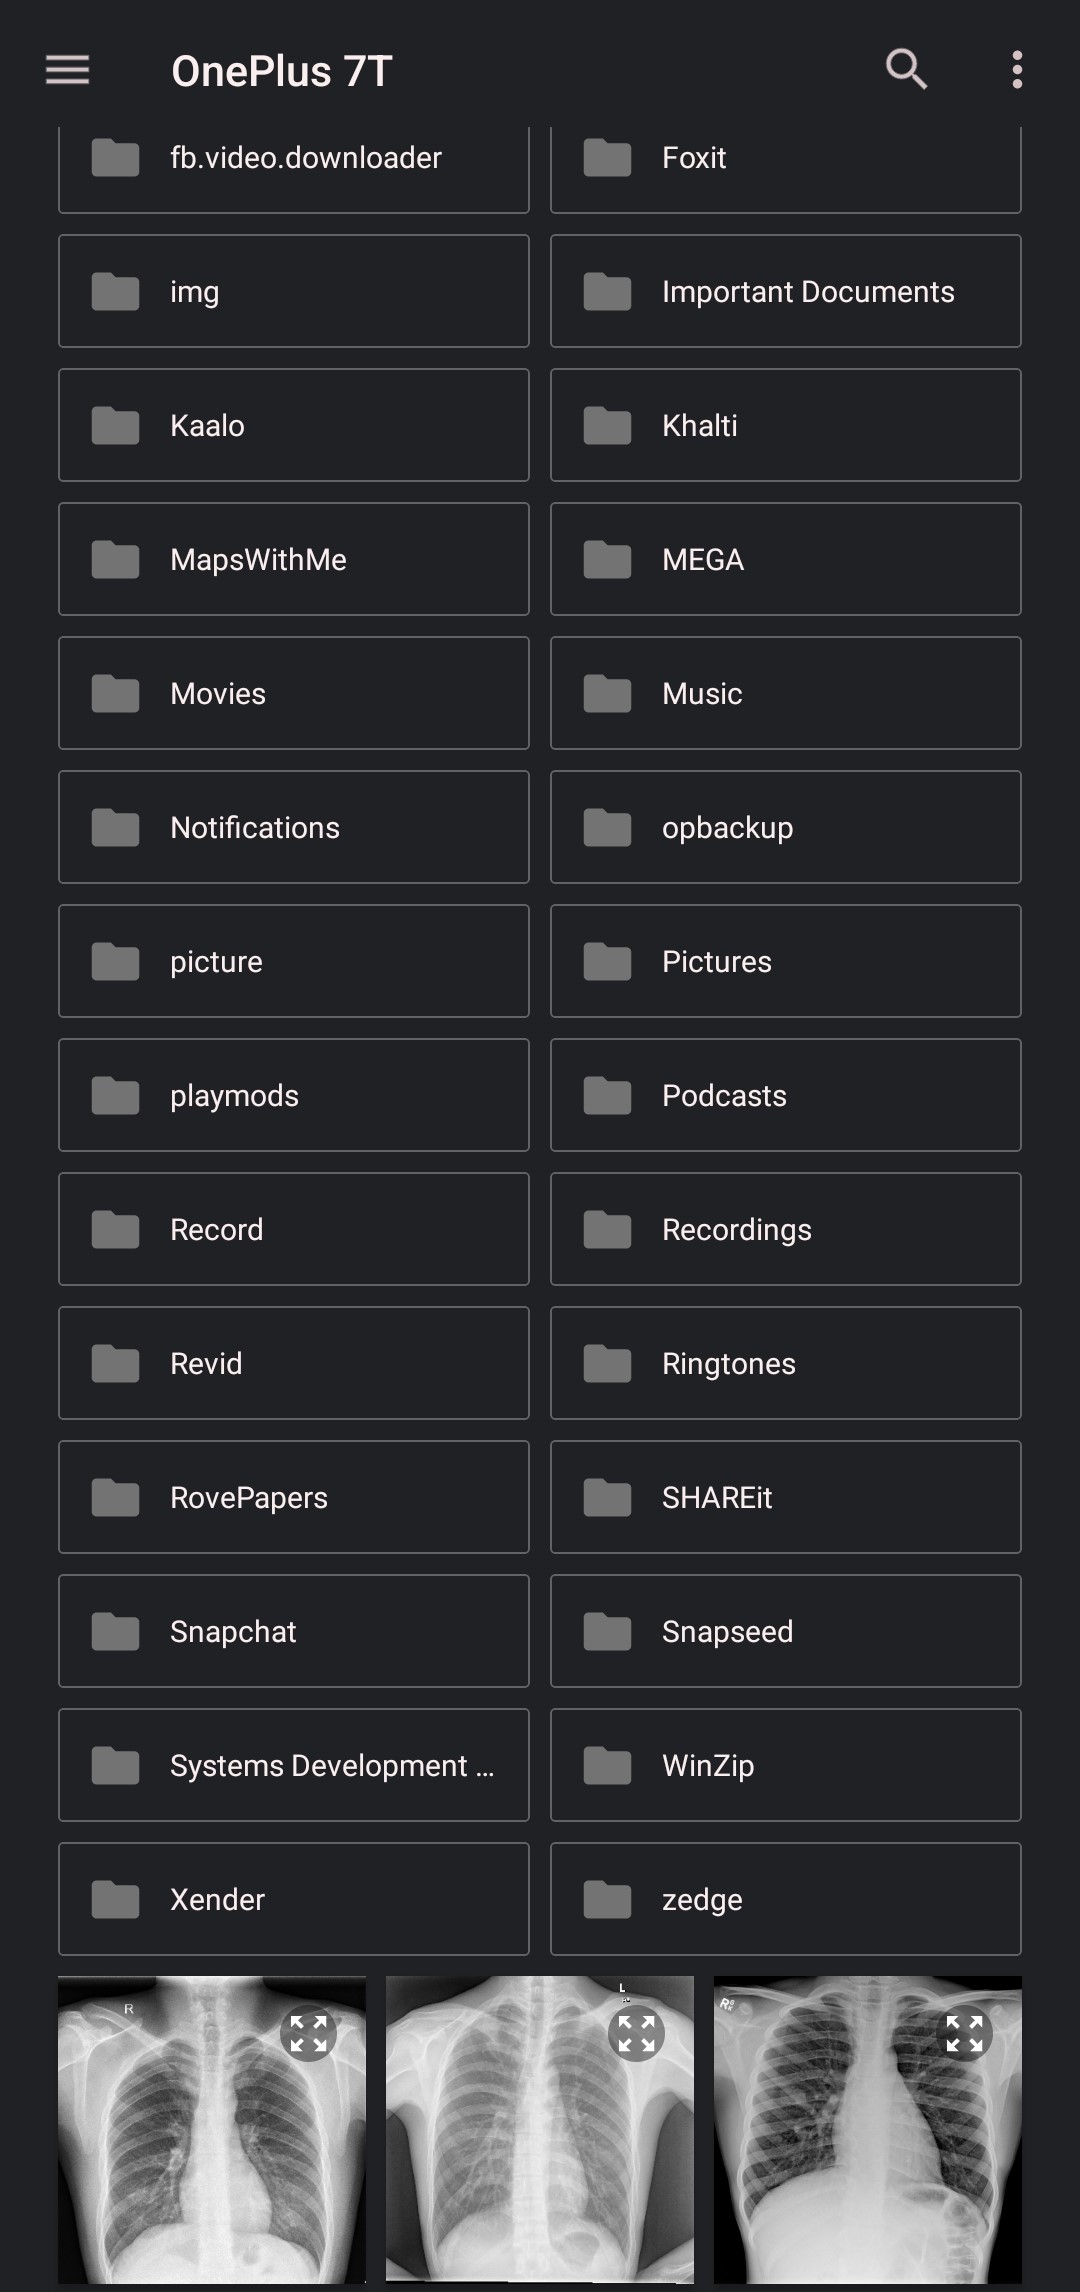 OnePlus 7T
fb.video.downloader
Foxit
img
Important Documents
Kaalo
Khalti
MapsWithMe
MEGA
Movies
Music
Notifications
opbackup
picture
Pictures
playmods
Podcasts
Record
Recordings
Revid
Ringtones
RovePapers
SHAREit
Snapchat
Snapseed
Systems Development ...
WinZip
Xender
zedge
R
L